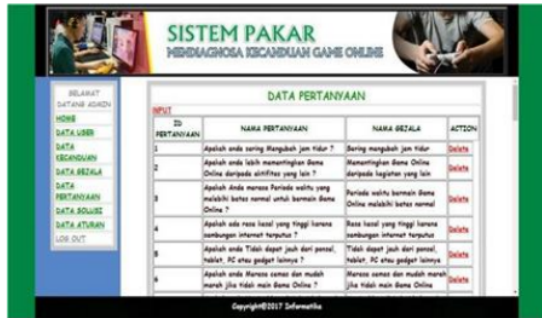 SISTEM PAKAR
MENDIAGNOSA KECANDUAN GAME ONLINE
SELAMAT
DATANG ADMIN
HOME
DATA USER
DATA
KECANDUAN
DATA GEJALA
DATA
PERTANYAAN
DATA SOLUSI
DATA ATURAN
LOG OUT
DATA PERTANYAAN
INPUT
ID
PERTANYAAN
NAMA PERTANYAAN
NAMA GEJALA
ACTION
1
Apakah anda sering Mengubah jam tidur ?
Sering mengubah jam tidur
Delete
2
Apakah anda lebih mementingkan Game
Online daripada aktifitas yang lain ?
Mementingkan Game Online
daripada kegiatan yang lain
Delete
3
Apakah Anda merasa Periode waktu yang
melebihi batas normal untuk bermain Game
Online ?
Periode waktu bermain Game
Online melebihi batas normal
Delete
4
Apakah ada rasa kesal yang tinggi karena
sambungan internet terputus ?
Rasa kesal yang tinggi karena
sambungan internet terputus
Delete
5
Apakah anda Tidak dapat jauh dari ponsel,
tablet, PC atau gadget lainnya ?
Tidak dapat jauh dari ponsel,
tablet, PC atau gadget lainnya
Delete
6
Apakah anda Merasa cemas dan mudah
marah jika tidak main Game Online ?
Merasa cemas dan mudah marah
jika tidak main Game Online
Delete
Copyright©2017 Informatika